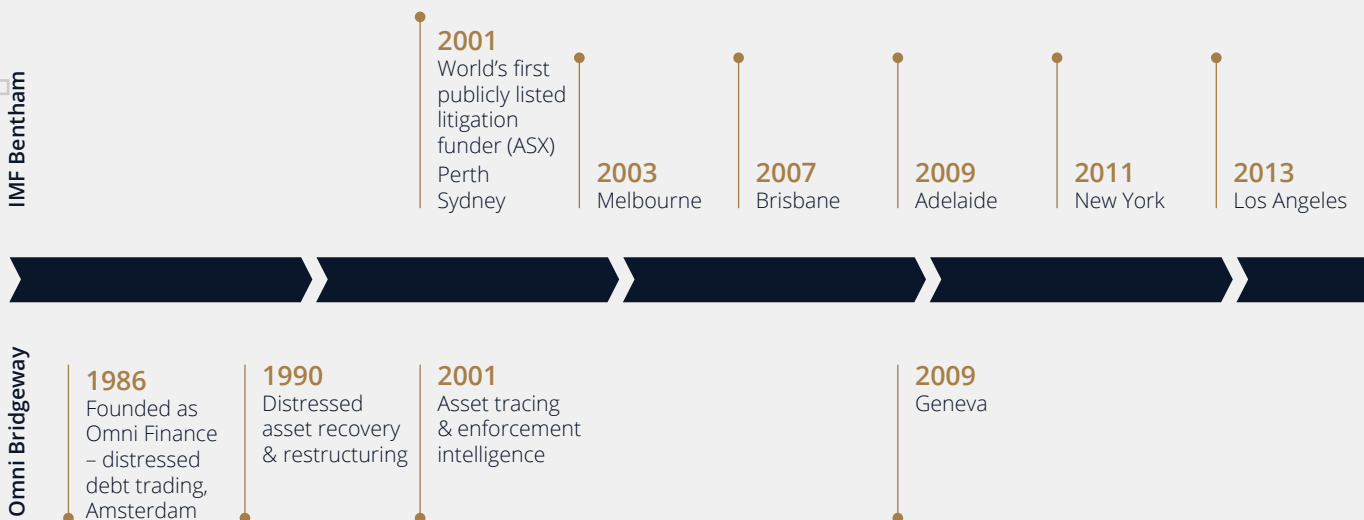 IMF Bentham
2001
World’s first
publicly listed
litigation
funder (ASX)
Perth
Sydney
2003
Melbourne
2007
Brisbane
2009
Adelaide
2011
New York
2013
Los Angeles
Omni Bridgeway
1986
Founded as
Omni Finance
– distressed
debt trading,
Amsterdam
1990
Distressed
asset recovery
& restructuring
2001
Asset tracing
& enforcement
intelligence
2009
Geneva